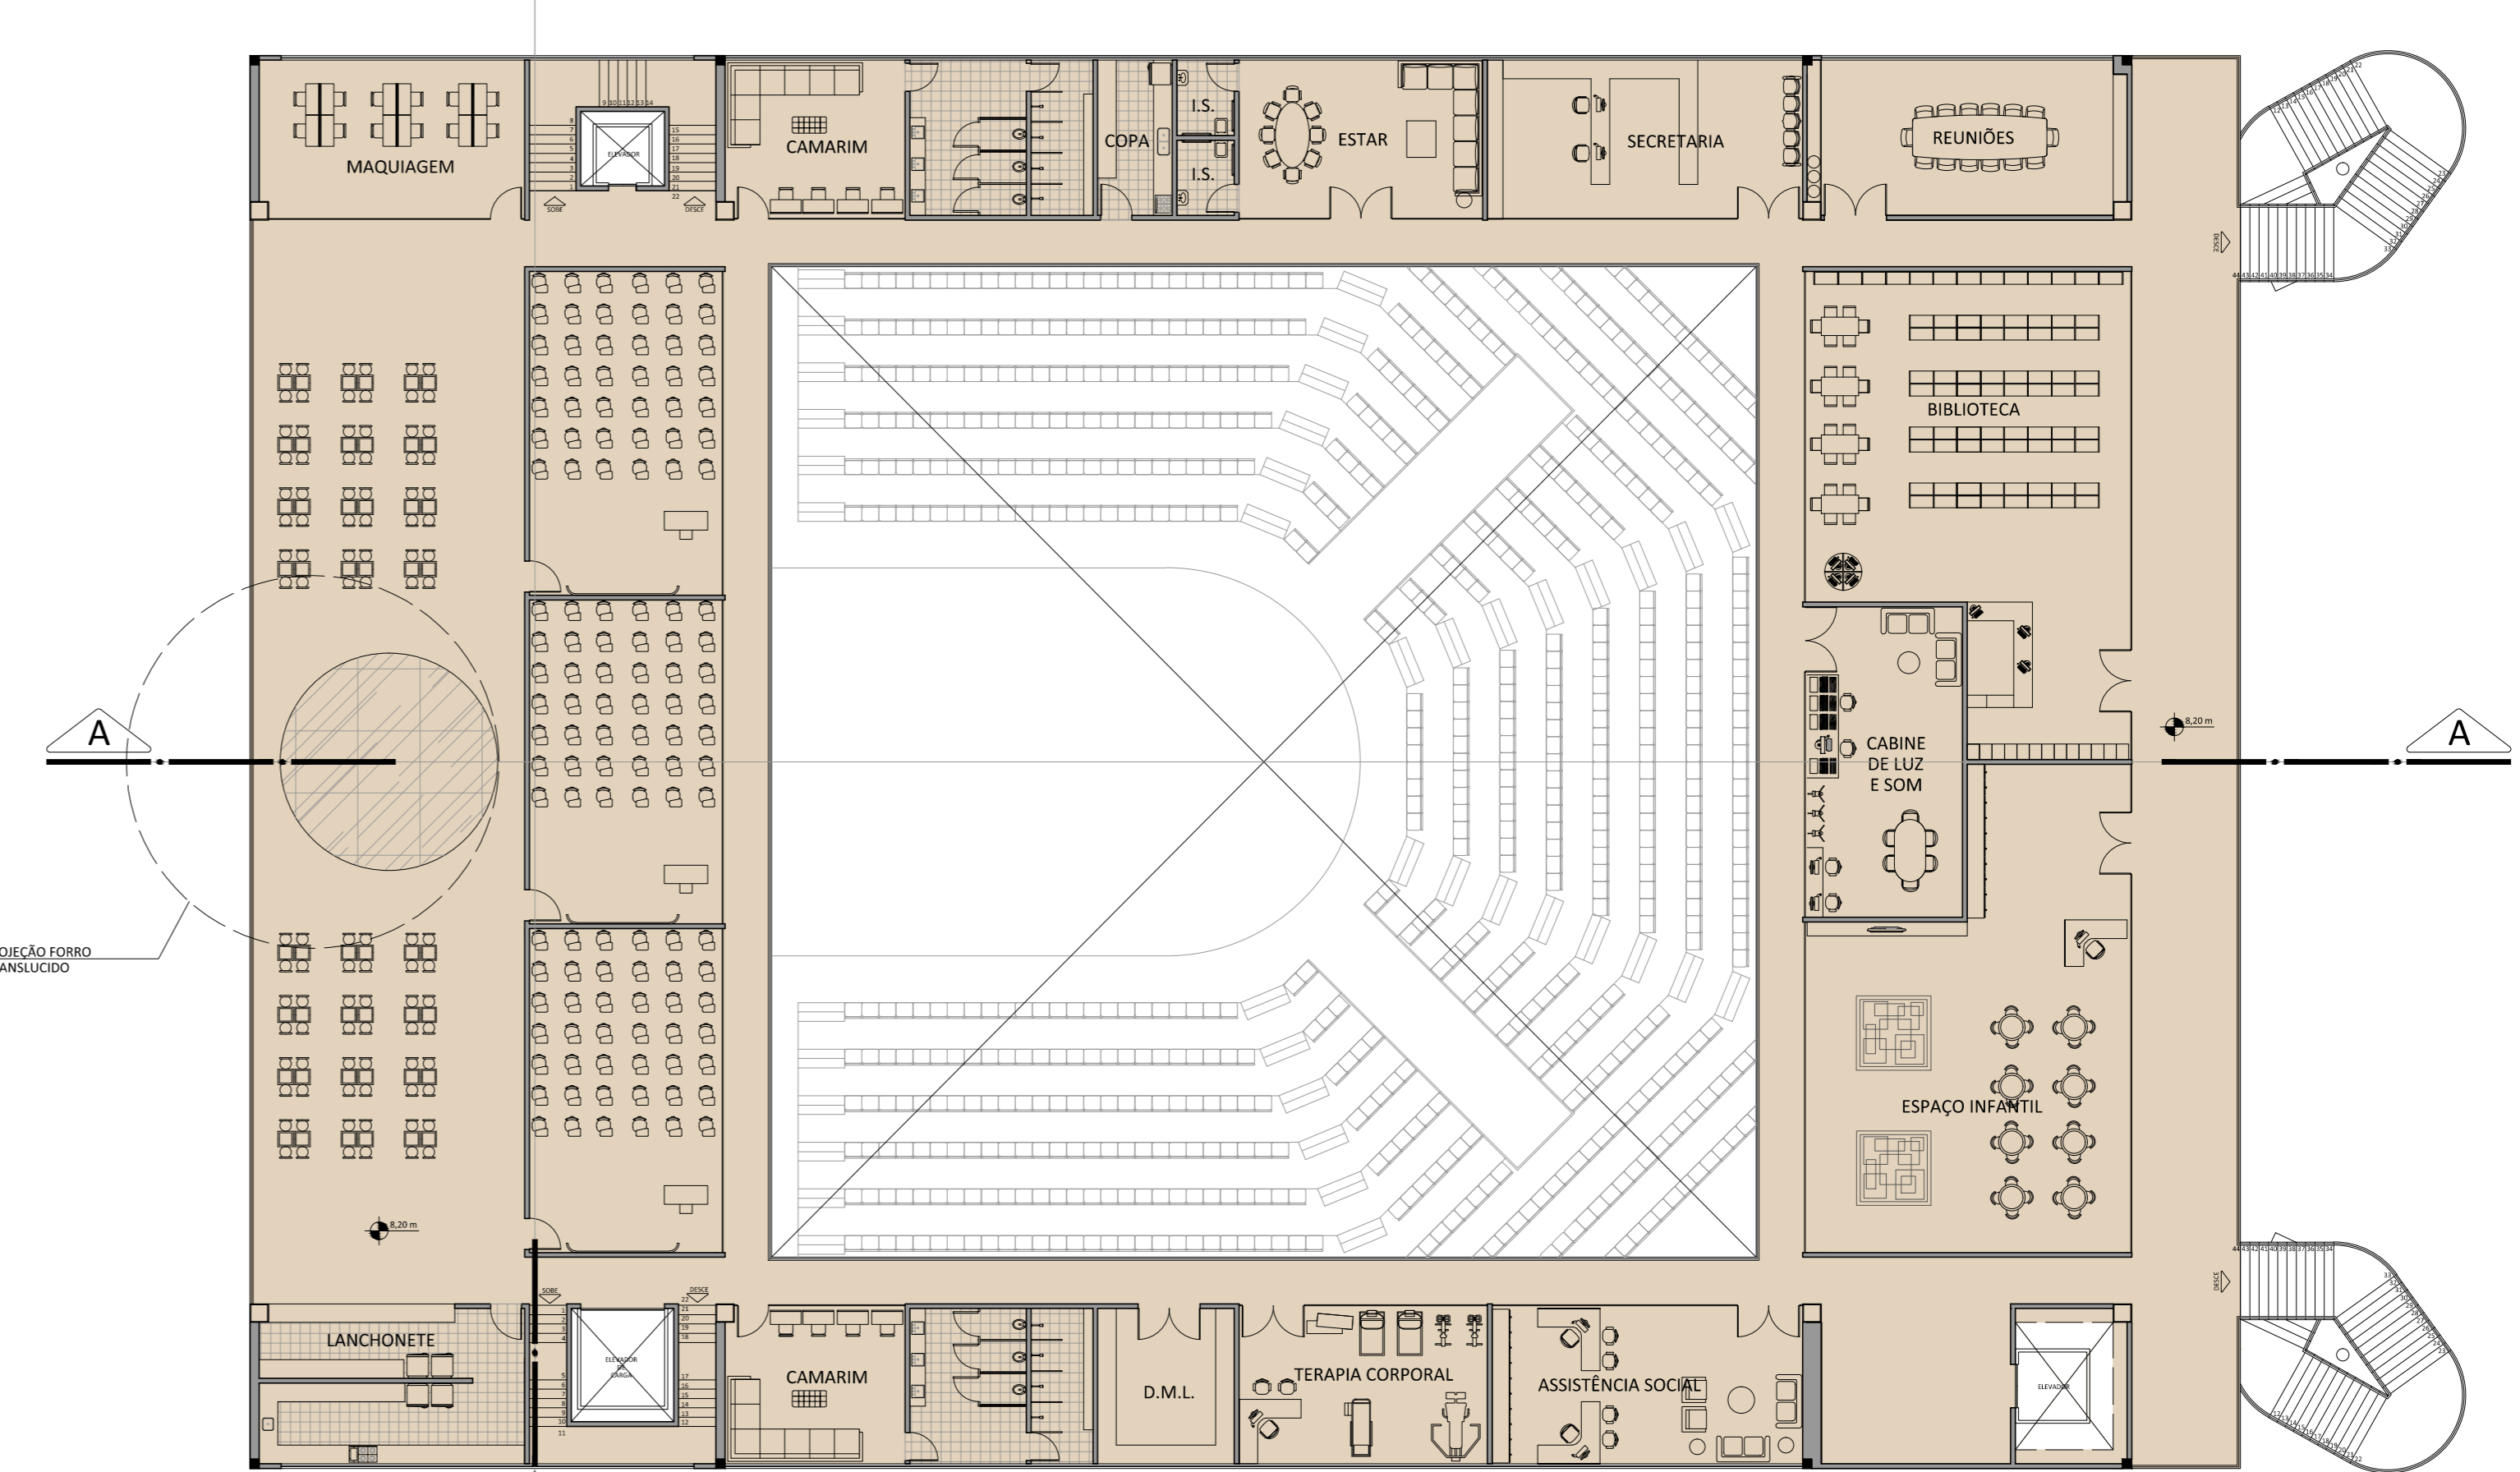 MAQUIAGEM
ELEVADOR
SOBE
DESCE
CAMARIM
COPA
I.S.
I.S.
ESTAR
SECRETARIA
REUNIÕES
DESCE
BIBLIOTECA
A
8,20 m
A
CABINE
DE LUZ
E SOM
OJEÇÃO FORRO
ANSLUCIDO
ESPAÇO INFANTIL
8,20 m
SOBE
DESCE
DESCE
LANCHONETE
ELEVADOR
DE
CARGA
CAMARIM
D.M.L.
TERAPIA CORPORAL
ASSISTÊNCIA SOCIAL
ELEVADOR